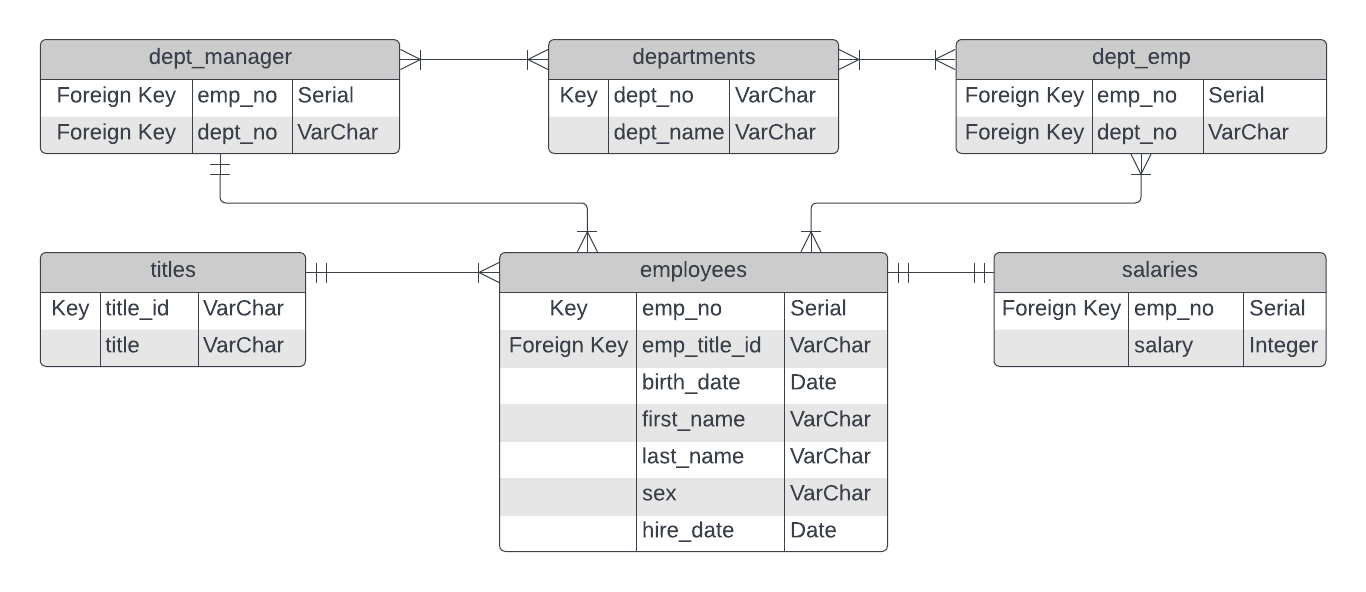 dept_manager
Foreign Key emp_no Serial
Foreign Key dept_no VarChar
departments
Key dept_no VarChar
dept_name VarChar
dept_emp
Foreign Key emp_no Serial
Foreign Key dept_no VarChar
titles
Key title_id VarChar
title VarChar
employees
Key emp_no Serial
Foreign Key emp_title_id VarChar
birth_date Date
first_name VarChar
last_name VarChar
sex VarChar
hire_date Date
salaries
Foreign Key emp_no Serial
salary Integer